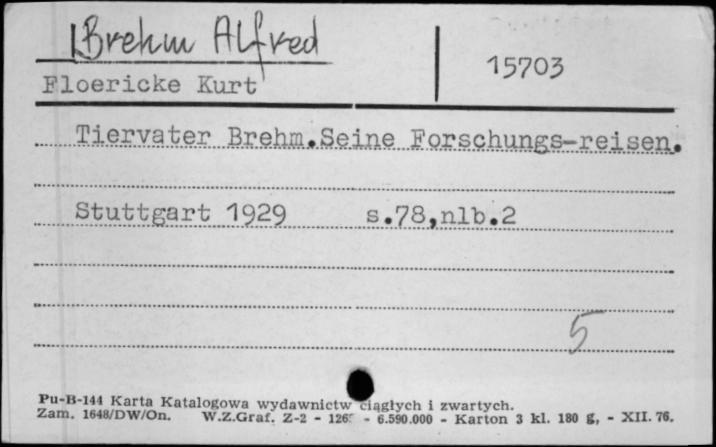 Brehm Alfred
15703
Floericke Kurt
Tiervater Brehm.Seine Forschungs-reisen.
Stuttgart 1929 s.78,nlb.2
5
Pu-B-144 Karta Katalogowa wydawnictw ciągłych i zwartych.
Zam. 1648/DW/On. W.Z.Graf. Z-2 - - 6.590.000 - Karton 3 kl. 180 g, - XII. 76.